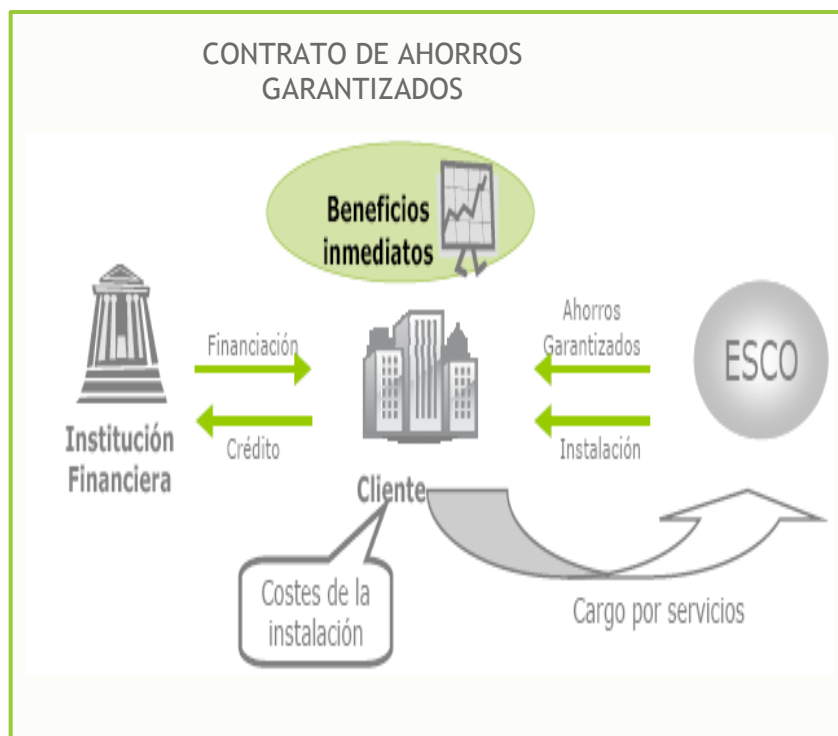 CONTRATO DE AHORROS
GARANTIZADOS
Beneficios
inmediatos
Financiación
Crédito
Institución
Financiera
Cliente
Ahorros
Garantizados
Instalación
ESCO
Costes de la
instalación
Cargo por servicios